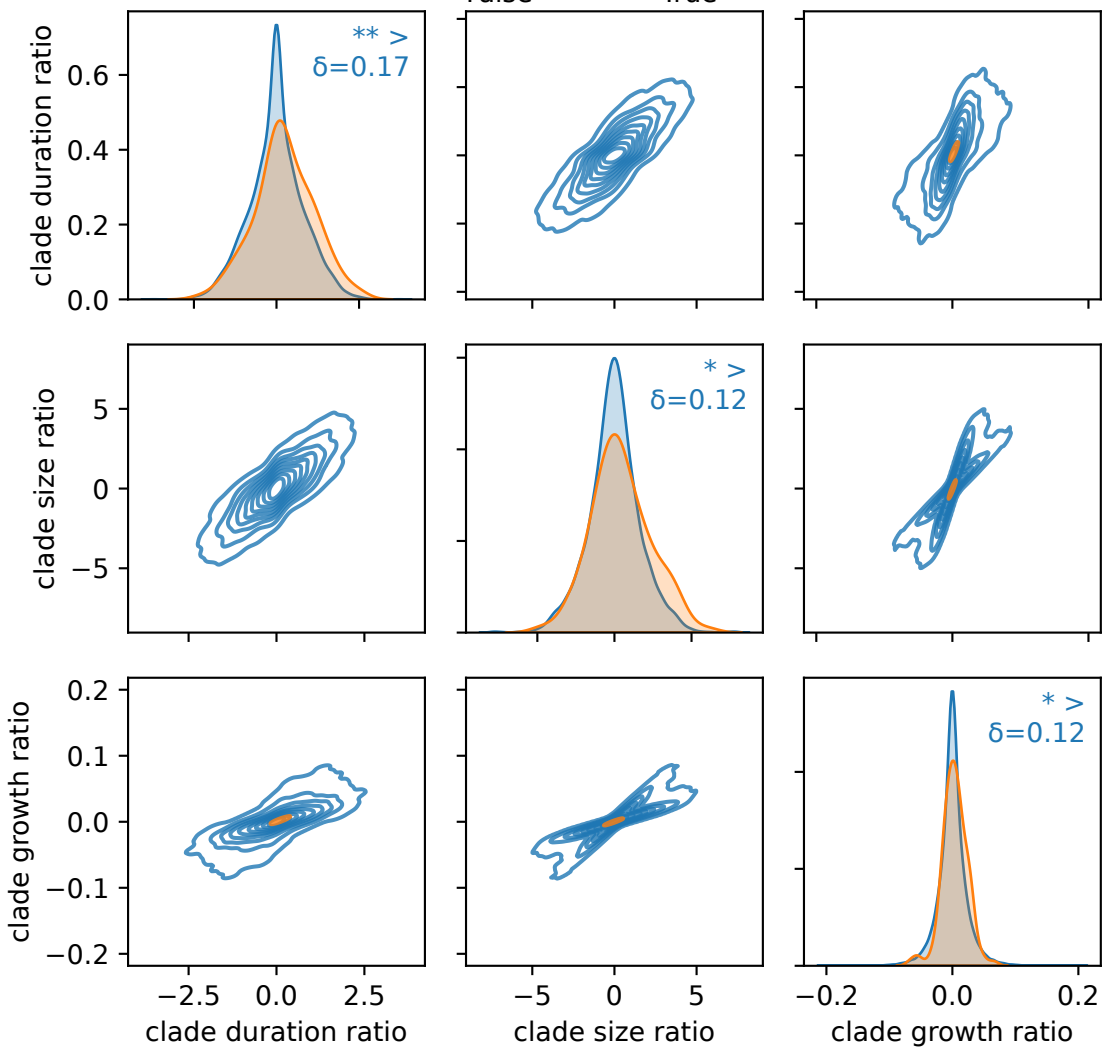 True
clade duration ratio
0.6
0.4
0.2
0.0
** >
δ=0.17
clade size ratio
5
0
−5
* >
δ=0.12
clade growth ratio
0.2
0.1
0.0
−0.1
−0.2
* >
δ=0.12
−2.5 0.0 2.5
−5 0 5
−0.2 0.0 0.2
clade duration ratio
clade size ratio
clade growth ratio